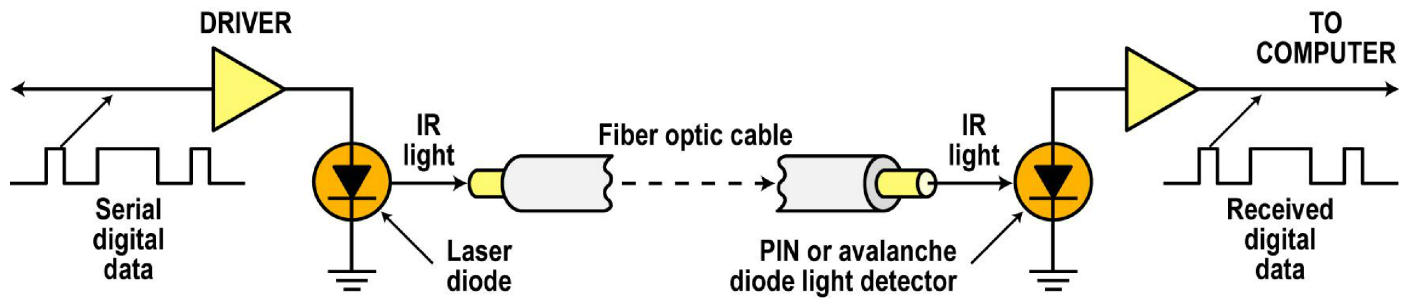 DRIVER
TO
COMPUTER
IR
light
Fiber optic cable
IR
light
Serial
digital
data
Laser
diode
PIN or avalanche
diode light detector
Received
digital
data